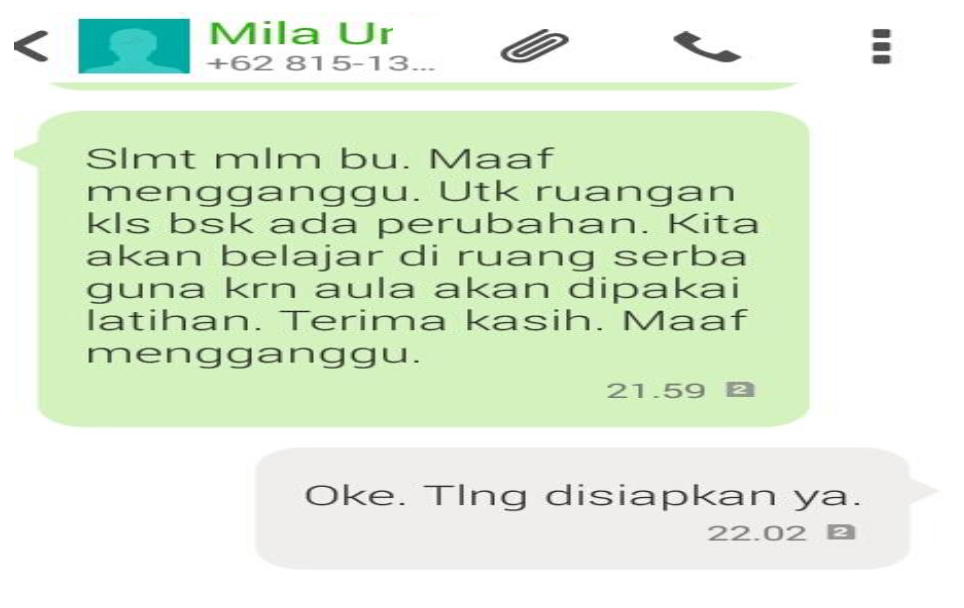 Mila Ur
+62 815-13...
Slmt mlm bu. Maaf
mengganggu. Utk ruangan
kls bsk ada perubahan. Kita
akan belajar di ruang serba
guna krn aula akan dipakai
latihan. Terima kasih. Maaf
mengganggu.
21.59 2
Oke. Tlng disiapkan ya.
22.02 2